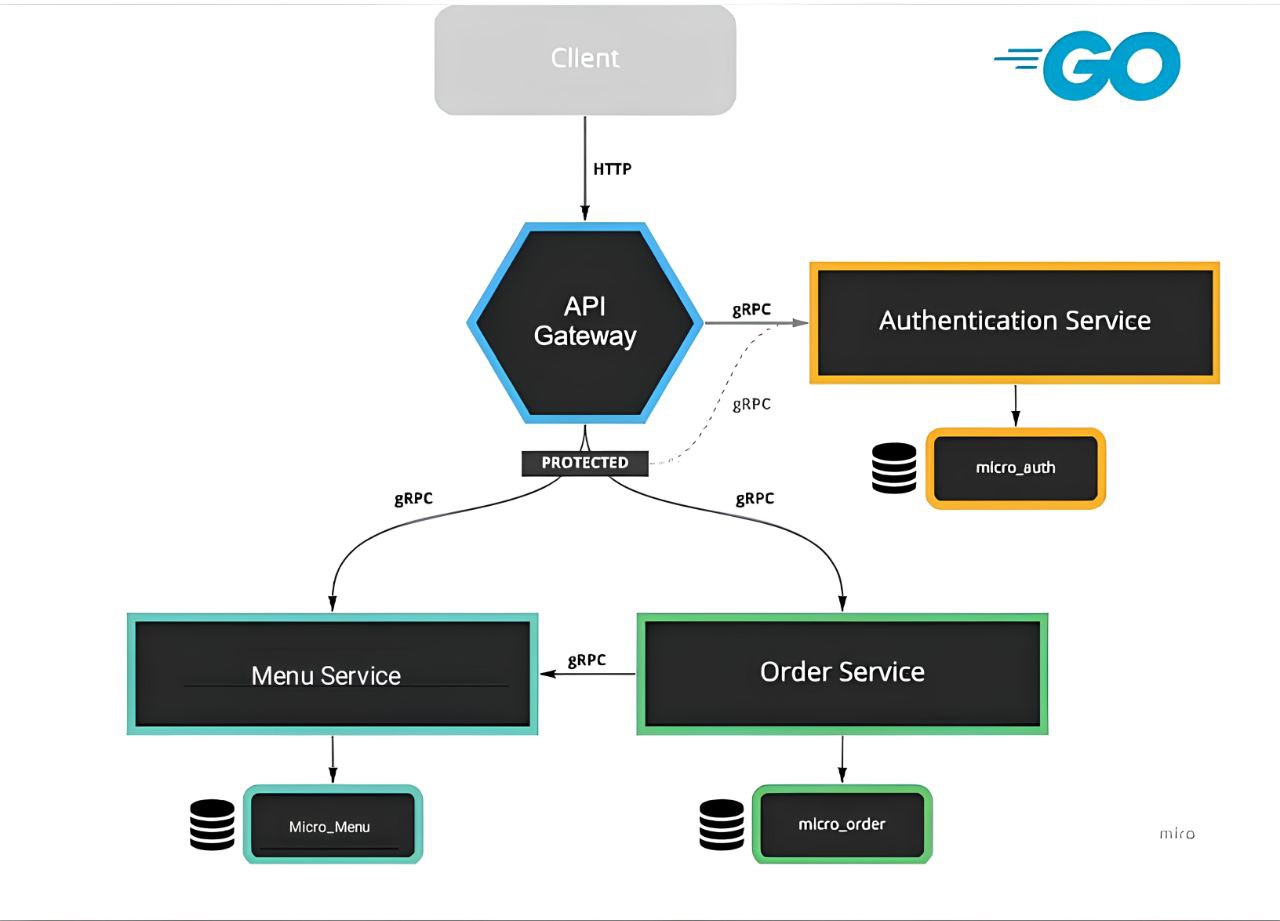 Client
GO
HTTP
API
Gateway
gRPC
Authentication Service
gRPC
PROTECTED
micro_auth
gRPC
gRPC
Menu Service
gRPC
Order Service
Micro_Menu
micro_order
miro